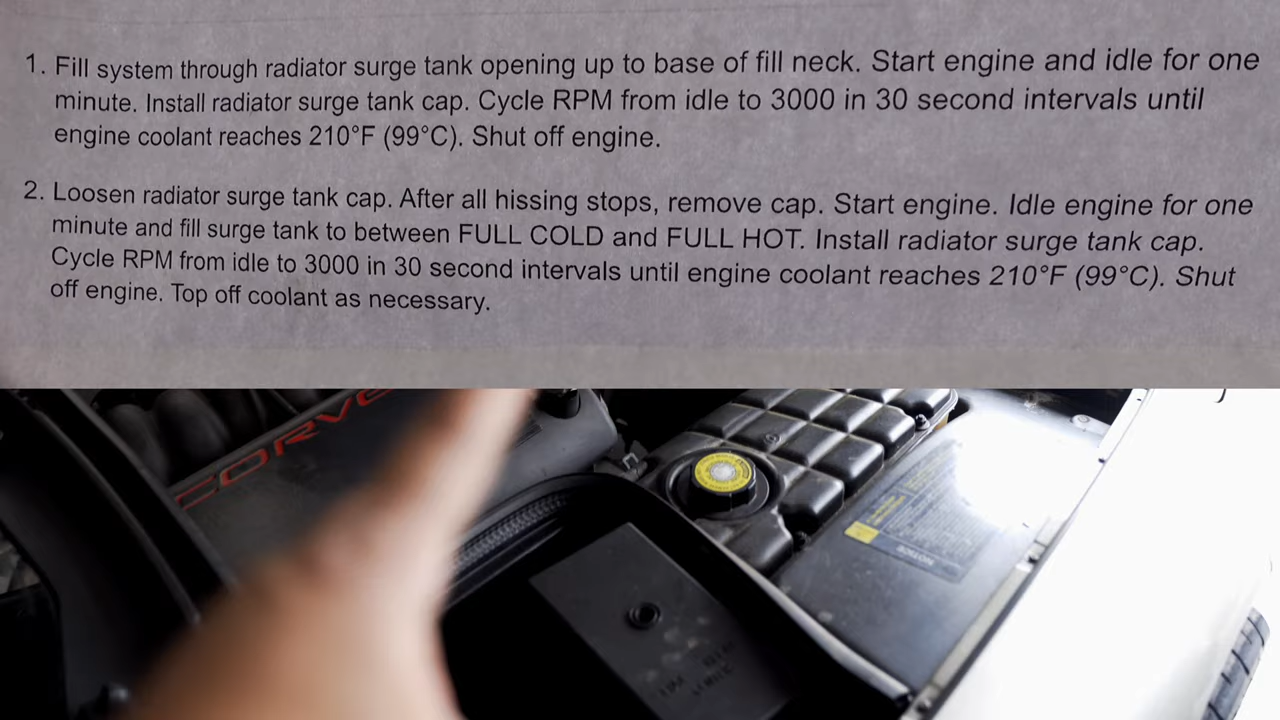 1. Fill system through radiator surge tank opening up to base of fill neck. Start engine and idle for one
minute. Install radiator surge tank cap. Cycle RPM from idle to 3000 in 30 second intervals until
engine coolant reaches 210°F (99°C). Shut off engine.
2. Loosen radiator surge tank cap. After all hissing stops, remove cap. Start engine. Idle engine for one
minute and fill surge tank to between FULL COLD and FULL HOT. Install radiator surge tank cap.
Cycle RPM from idle to 3000 in 30 second intervals until engine coolant reaches 210°F (99°C). Shut
off engine. Top off coolant as necessary.
CORVE